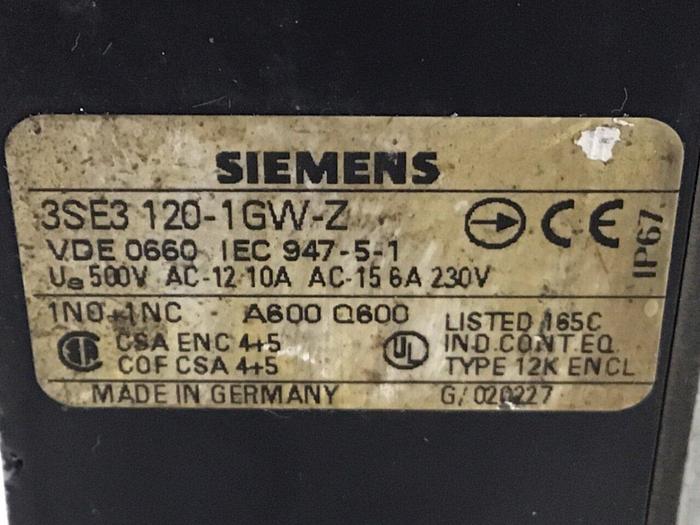 SIEMENS
3SE3 120-1GW-Z
CE
IP67
VDE 0660 IEC 947-5-1
Ue 500V AC-12 10A AC-15 6A 230V
1NO+1NC - A600 Q600
LISTED 165C
CSA ENC 4+5
UL
IND.CONT.EQ.
COF CSA 4+5
TYPE 12K ENCL
MADE IN GERMANY G/020227